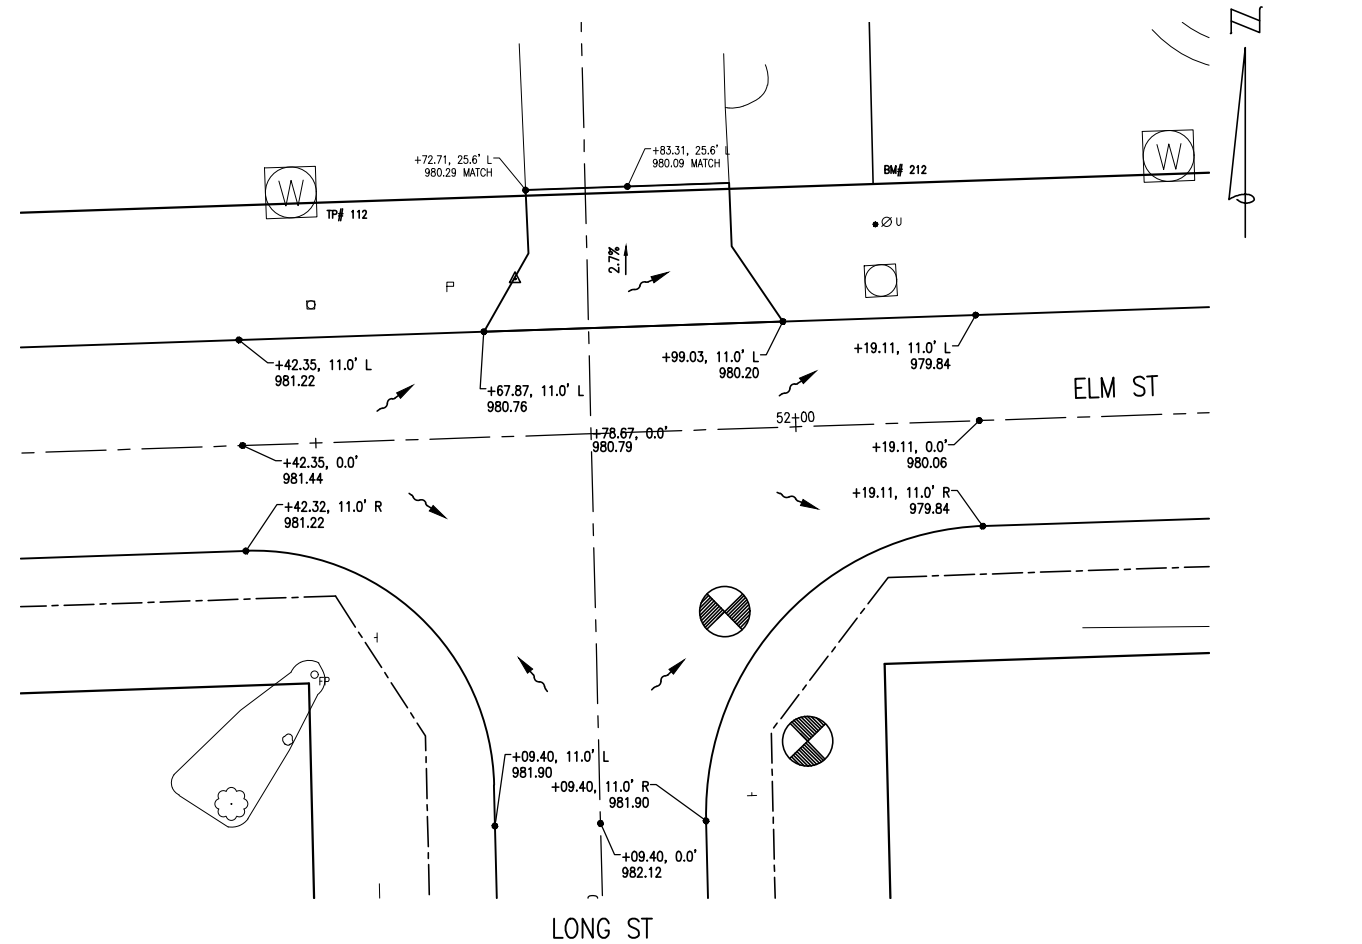 N
+72.71, 25.6' L
980.29 MATCH
+83.31, 25.6' L
980.09 MATCH
BM# 212
W
W
TP# 112
U
2.7%
P
+42.35, 11.0' L
981.22
+67.87, 11.0' L
980.76
+99.03, 11.0' L
980.20
+19.11, 11.0' L
979.84
ELM ST
52+00
+78.67, 0.0'
980.79
+42.35, 0.0'
981.44
+19.11, 0.0'
980.06
+42.32, 11.0' R
981.22
+19.11, 11.0' R
979.84
FP
+09.40, 11.0' L
981.90
+09.40, 11.0' R
981.90
+09.40, 0.0'
982.12
LONG ST